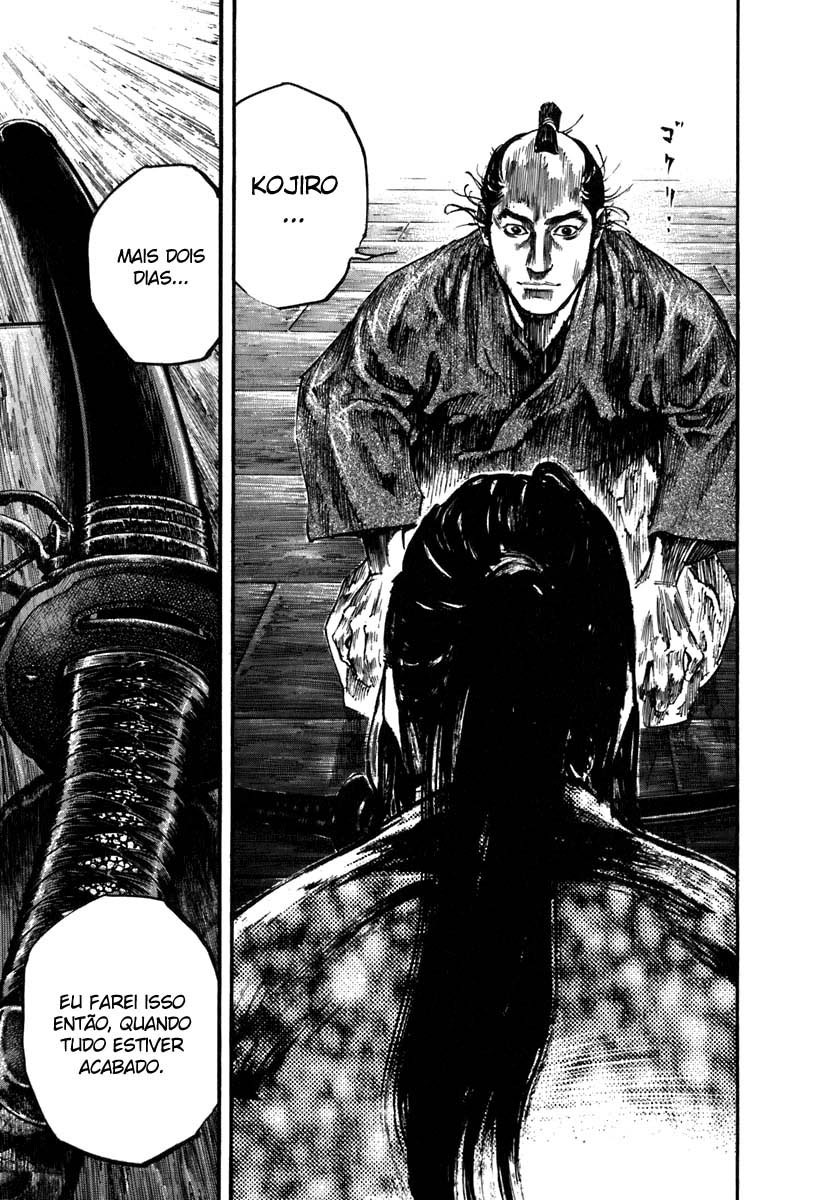 ゴクリ…
KOJIRO
...
MAIS DOIS
DIAS...
EU FAREI ISSO
ENTÃO, QUANDO
TUDO ESTIVER
ACABADO.